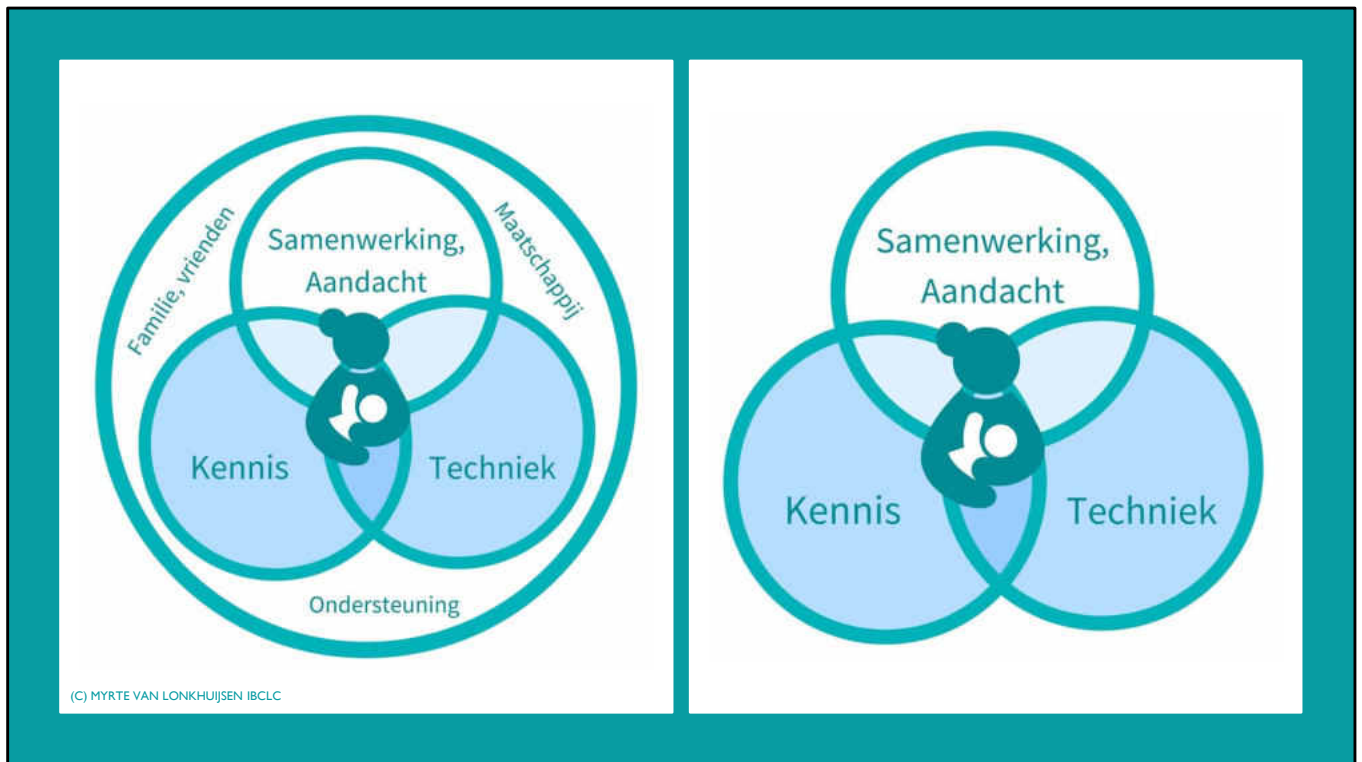 Familie, vrienden
Maatschappij
Samenwerking,
Aandacht
Kennis
Techniek
Ondersteuning
(C) MYRTE VAN LONKHUIJSEN IBCLC
Samenwerking,
Aandacht
Kennis
Techniek